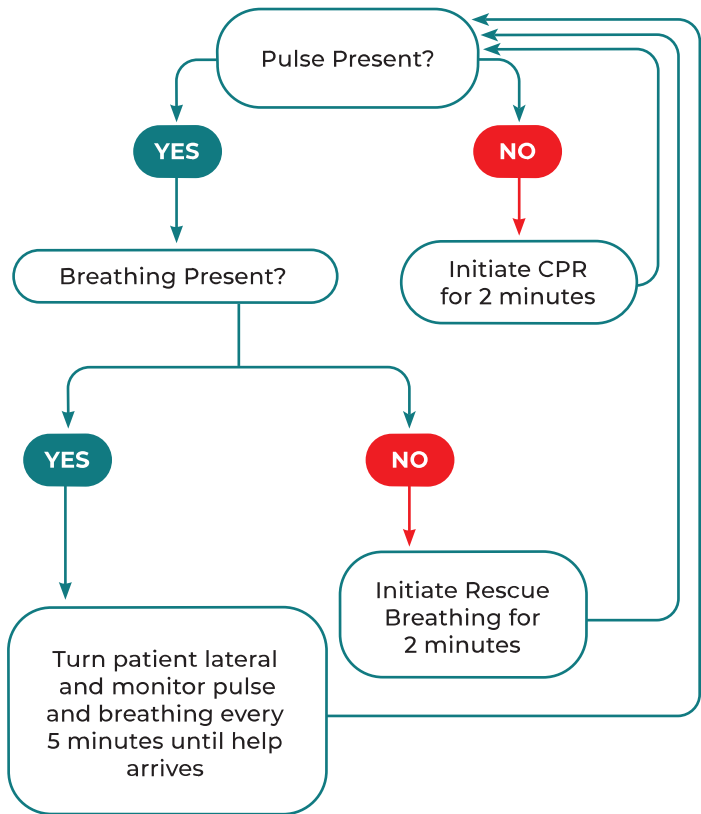 Pulse Present?
YES
NO
Breathing Present?
Initiate CPR
for 2 minutes
YES
NO
Initiate Rescue
Breathing for
2 minutes
Turn patient lateral
and monitor pulse
and breathing every
5 minutes until help
arrives